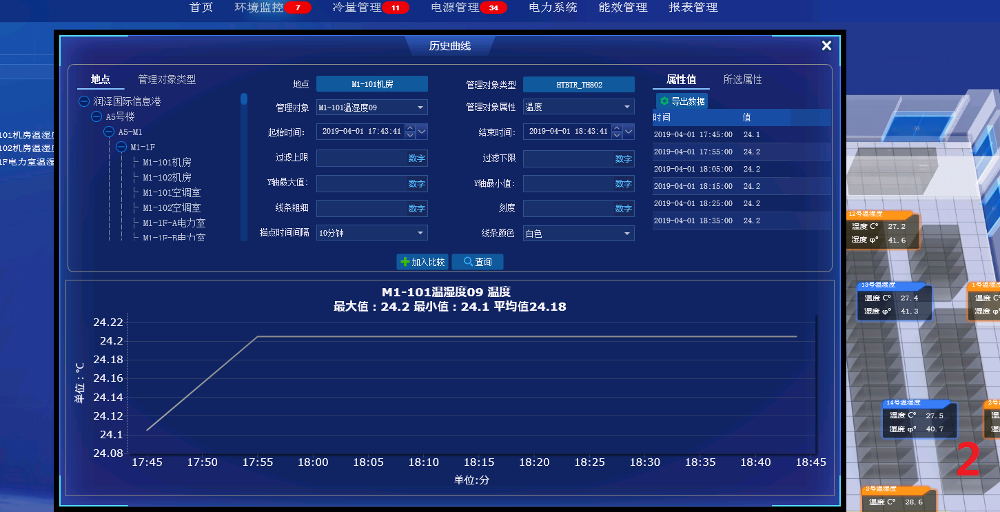 首页 环境监控 7 冷量管理 11 电源管理 34 电力系统 能效管理 报表管理
历史曲线
地点 管理对象类型
润泽国际信息港
A5号楼
A5-M1
M1-1F
M1-101机房
M1-102机房
M1-101空调室
M1-102空调室
M1-1F-A电力室
M1-1F-B电力室
地点 M1-101机房 管理对象类型 HTBTR_TH802
管理对象 M1-101温湿度09 管理对象属性 温度
起始时间: 2019-04-01 17:43:41 结束时间: 2019-04-01 18:43:41
过滤上限 数字 过滤下限 数字
Y轴最大值: 数字 Y轴最小值: 数字
线条粗细 数字 刻度 数字
描点时间间隔 10分钟 线条颜色 白色
加入比较 查询
属性值 所选属性
导出数据
时间 值
2019-04-01 17:45:00 24.1
2019-04-01 17:55:00 24.2
2019-04-01 18:05:00 24.2
2019-04-01 18:15:00 24.2
2019-04-01 18:25:00 24.2
2019-04-01 18:35:00 24.2
M1-101温湿度09 温度
最大值：24.2 最小值：24.1 平均值24.18
24.22
24.2
24.18
24.16
24.14
24.12
24.1
24.08
单位：℃
17:45 17:50 17:55 18:00 18:05 18:10 18:15 18:20 18:25 18:30 18:35 18:40 18:45
单位:分
101机房温湿
102机房温湿
1F电力室温湿
12号温湿度
温度 C° 27.2
湿度 φ° 41.6
13号温湿度
温度 C° 27.4
湿度 φ° 41.3
1号温湿度
温度 C°
湿度 φ°
14号温湿度
温度 C° 27.5
湿度 φ° 40.7
2号
温
湿
2
3号温湿度
温度 C° 28.6